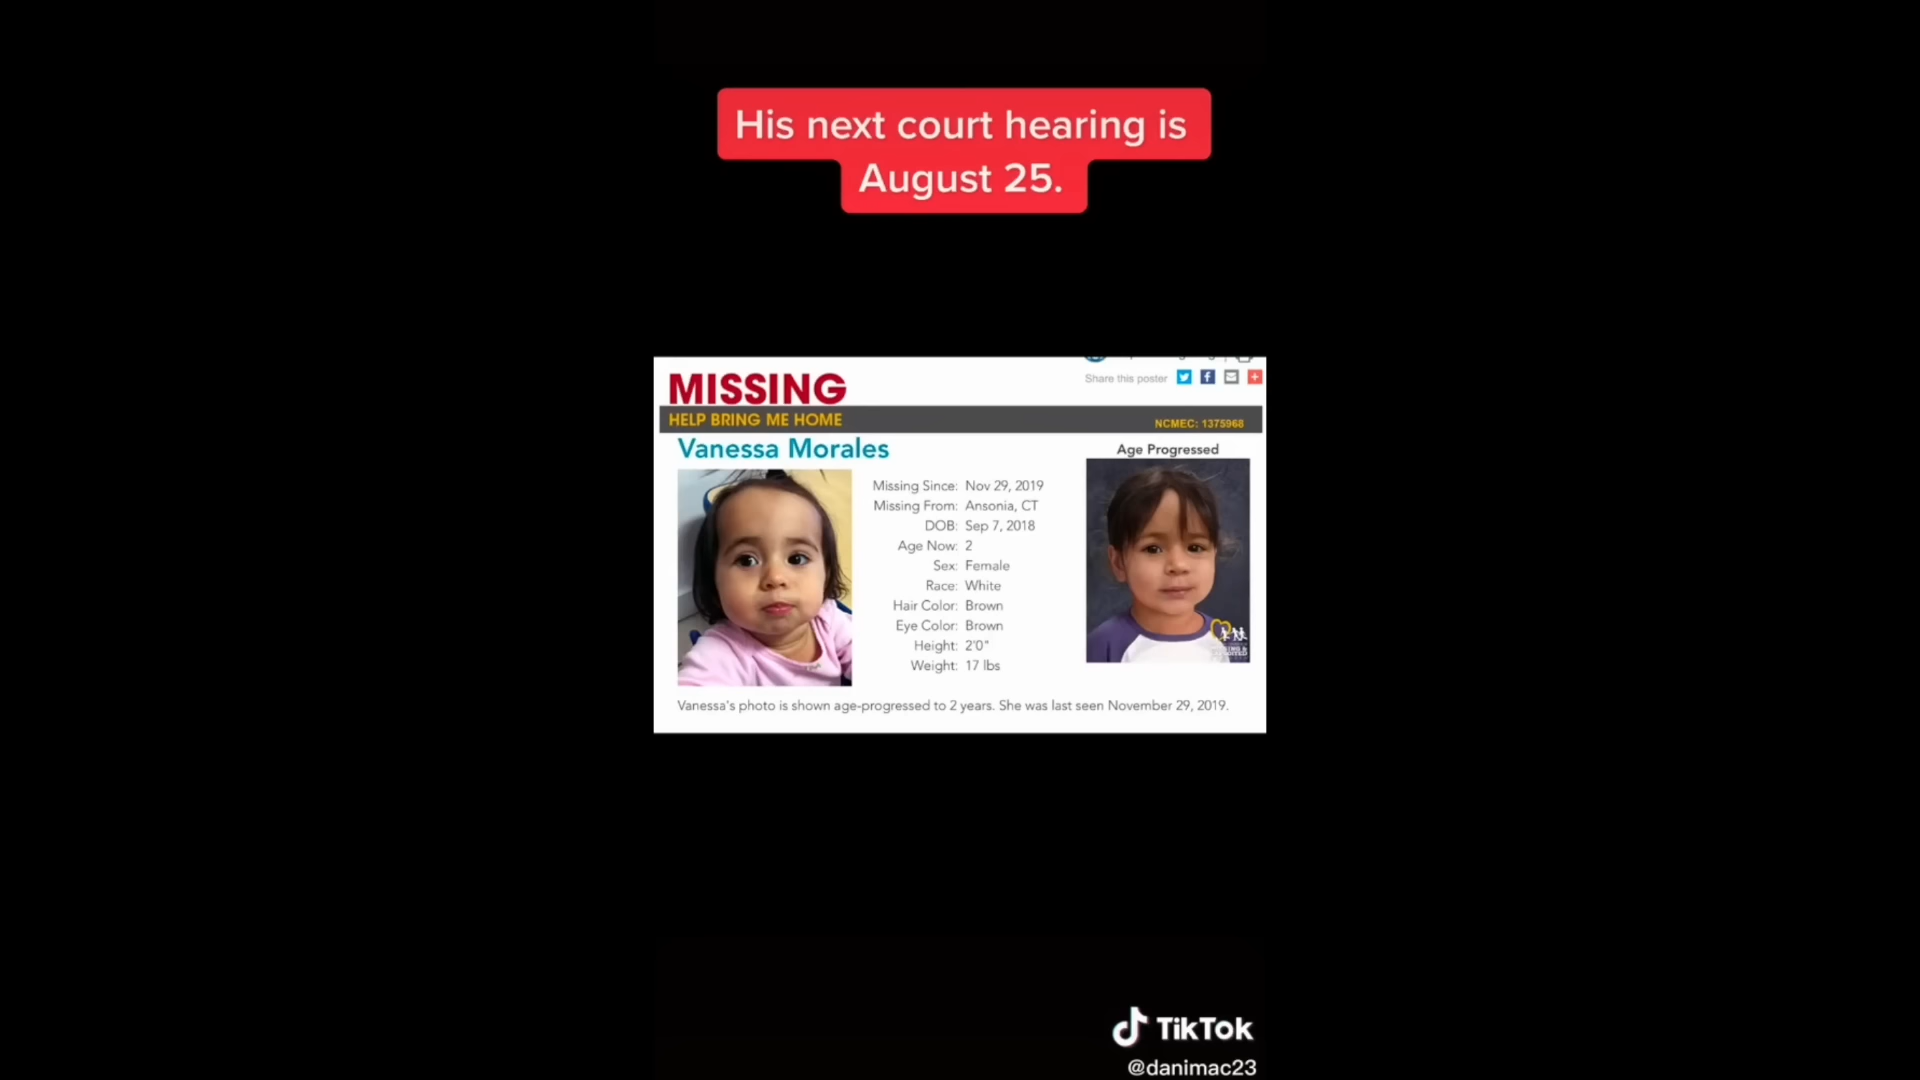 His next court hearing is
August 25.
Share this poster
MISSING
HELP BRING ME HOME
NCMEC: 1375968
Vanessa Morales
Age Progressed
Missing Since: Nov 29, 2019
Missing From: Ansonia, CT
DOB: Sep 7, 2018
Age Now: 2
Sex: Female
Race: White
Hair Color: Brown
Eye Color: Brown
Height: 2'0"
Weight: 17 lbs
Vanessa's photo is shown age-progressed to 2 years. She was last seen November 29, 2019.
TikTok
@danimac23